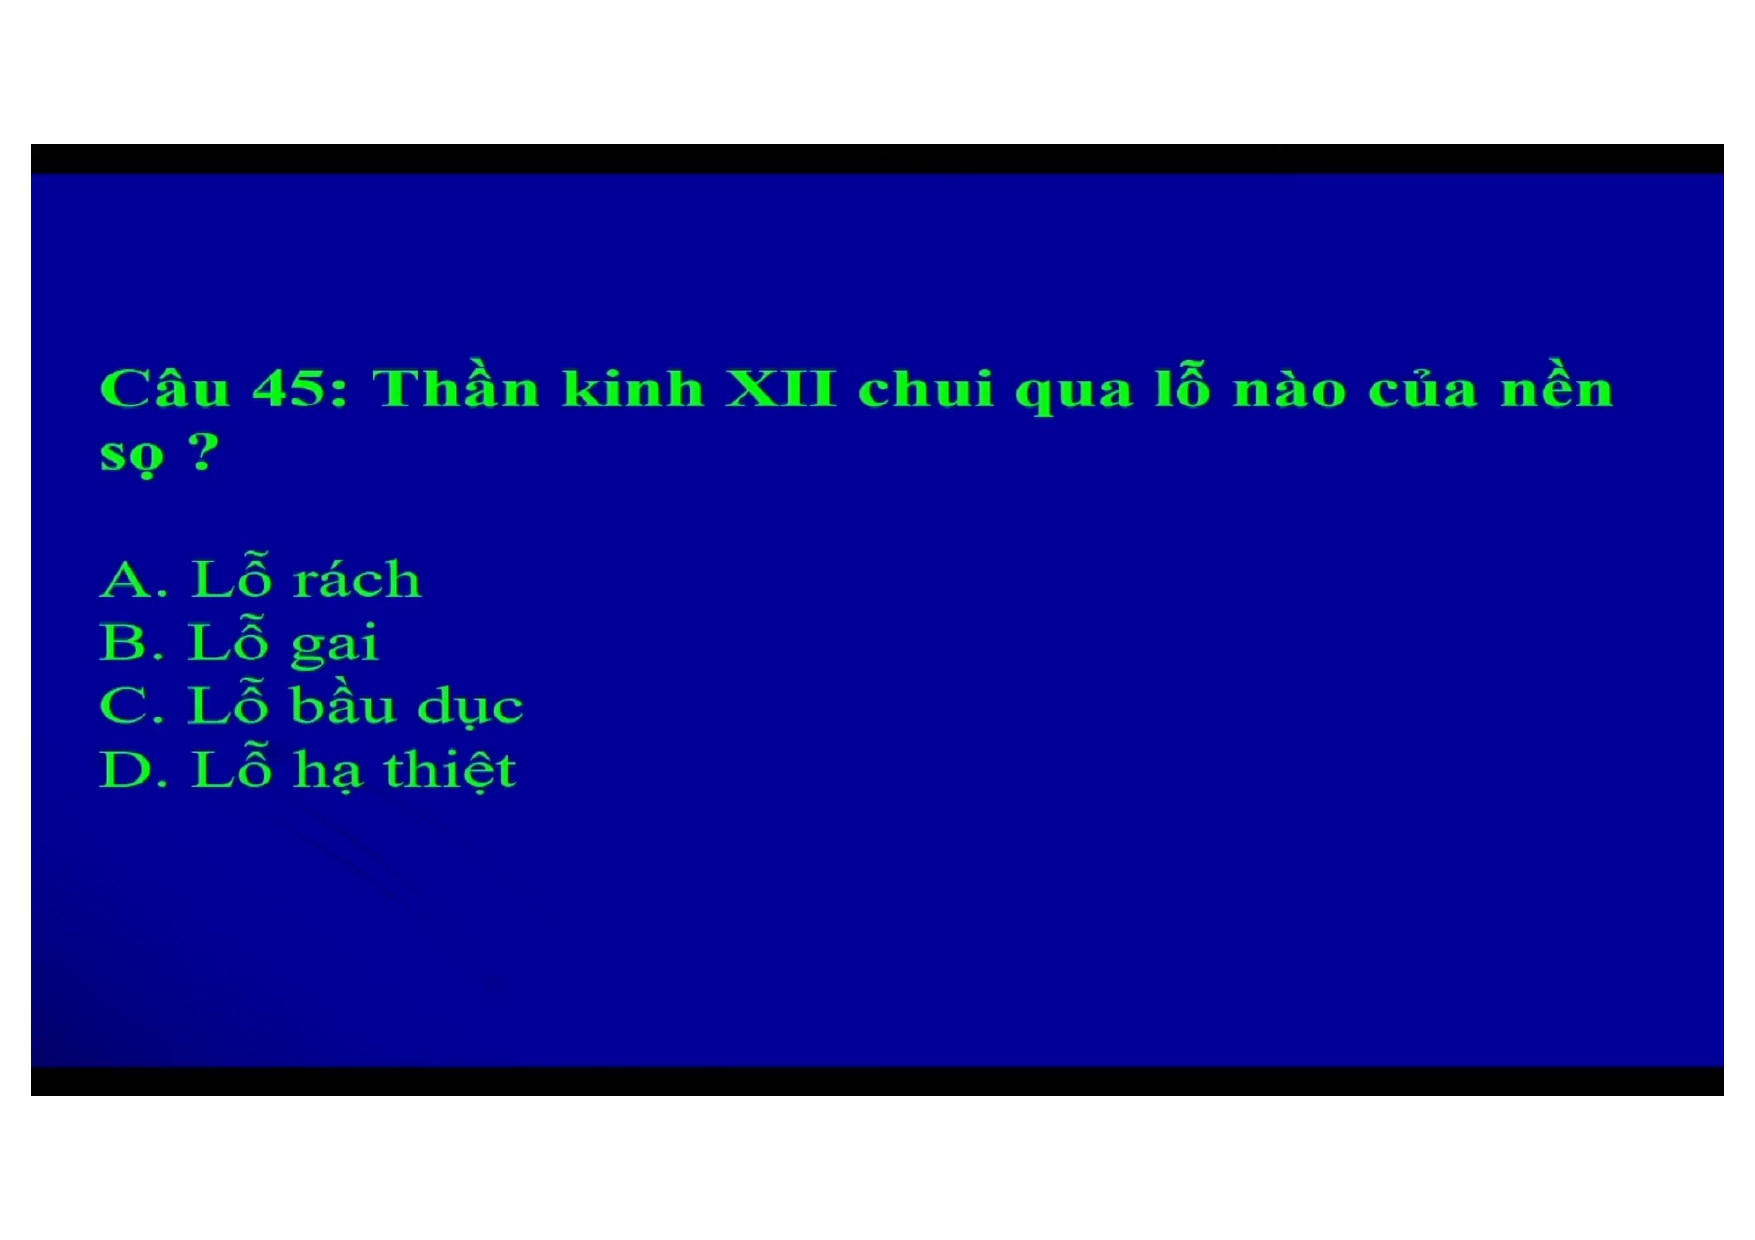 Câu 45: Thần kinh XII chui qua lỗ nào của nền
sọ ?
A. Lỗ rách
B. Lỗ gai
C. Lỗ bầu dục
D. Lỗ hạ thiệt